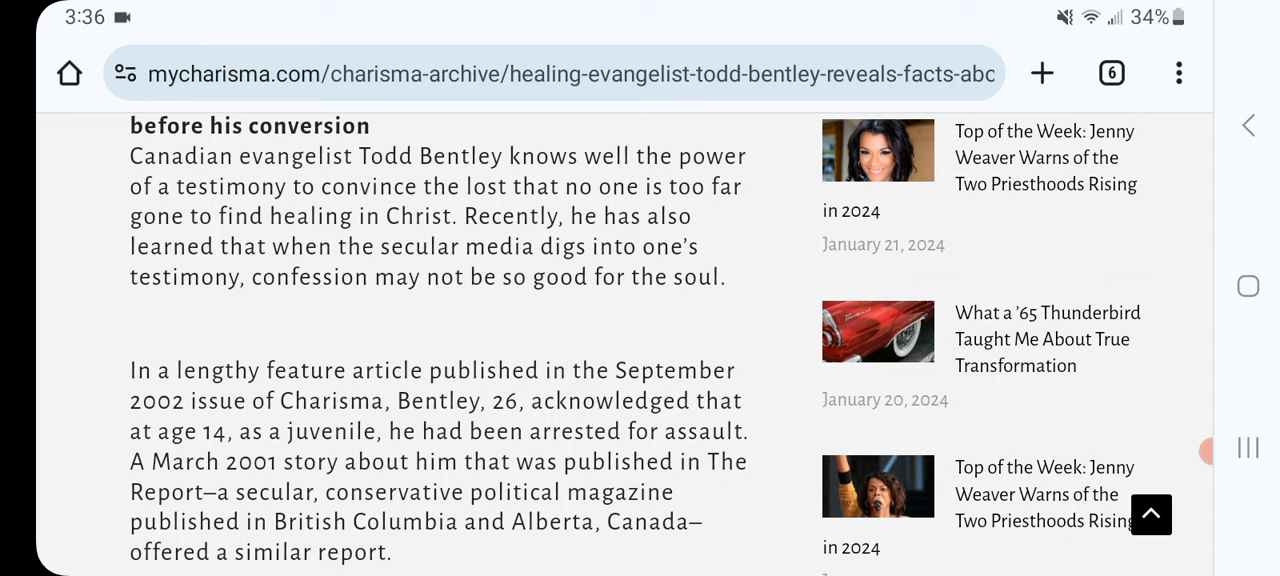 3:36
34%
mycharisma.com/charisma-archive/healing-evangelist-todd-bentley-reveals-facts-abc
6
before his conversion
Canadian evangelist Todd Bentley knows well the power
of a testimony to convince the lost that no one is too far
gone to find healing in Christ. Recently, he has also
learned that when the secular media digs into one’s
testimony, confession may not be so good for the soul.
In a lengthy feature article published in the September
2002 issue of Charisma, Bentley, 26, acknowledged that
at age 14, as a juvenile, he had been arrested for assault.
A March 2001 story about him that was published in The
Report–a secular, conservative political magazine
published in British Columbia and Alberta, Canada–
offered a similar report.
Top of the Week: Jenny
Weaver Warns of the
Two Priesthoods Rising
in 2024
January 21, 2024
What a ’65 Thunderbird
Taught Me About True
Transformation
January 20, 2024
Top of the Week: Jenny
Weaver Warns of the
Two Priesthoods Rising
in 2024